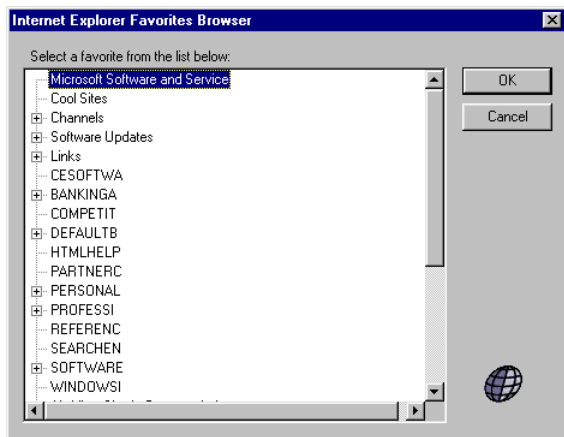 Internet Explorer Favorites Browser
Select a favorite from the list below:
Microsoft Software and Service
OK
Cool Sites
Channels
Cancel
Software Updates
Links
CESOFTWA
BANKINGA
COMPETIT
DEFAULTB
HTMLHELP
PARTNERC
PERSONAL
PROFESSI
REFERENC
SEARCHEN
SOFTWARE
WINDOWSI